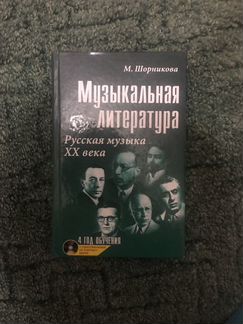 М. Шорникова
Музыкальная
литература
Русская музыка
XX века
4 ГОД ОБУЧЕНИЯ